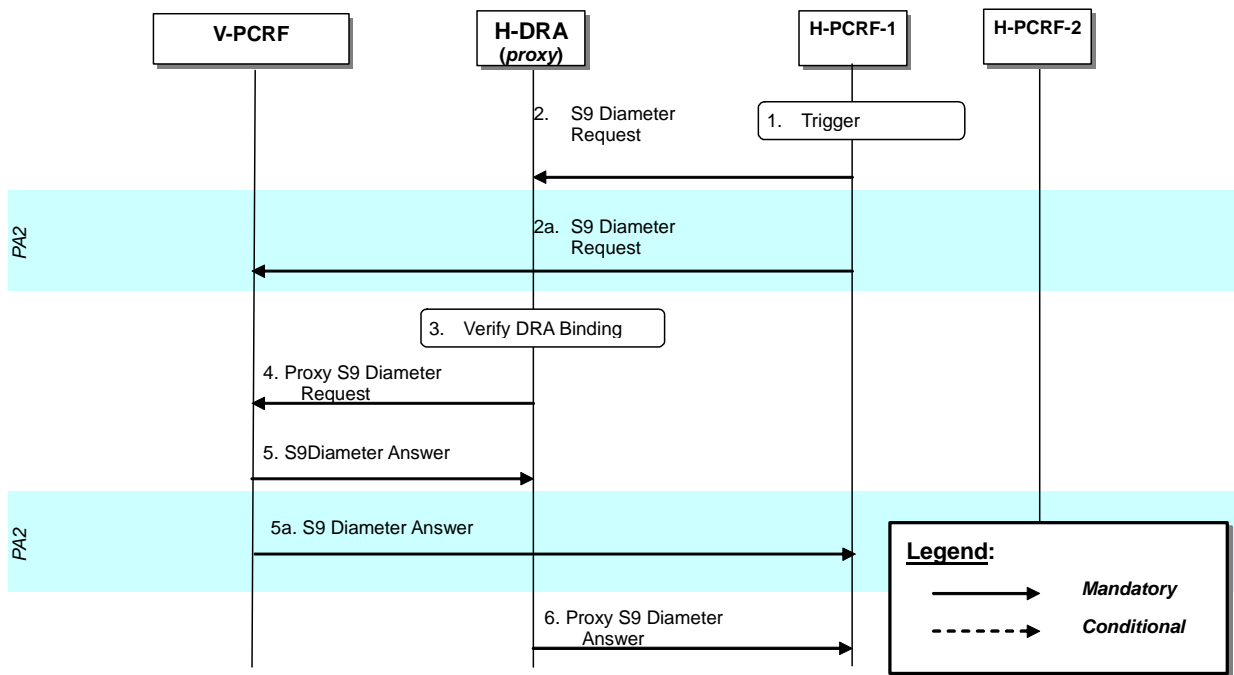 V-PCRF
H-DRA
(proxy)
H-PCRF-1
H-PCRF-2
1. Trigger
2. S9 Diameter
Request
PA2
2a. S9 Diameter
Request
3. Verify DRA Binding
4. Proxy S9 Diameter
Request
5. S9Diameter Answer
PA2
5a. S9 Diameter Answer
6. Proxy S9 Diameter
Answer
Legend:
Mandatory
Conditional